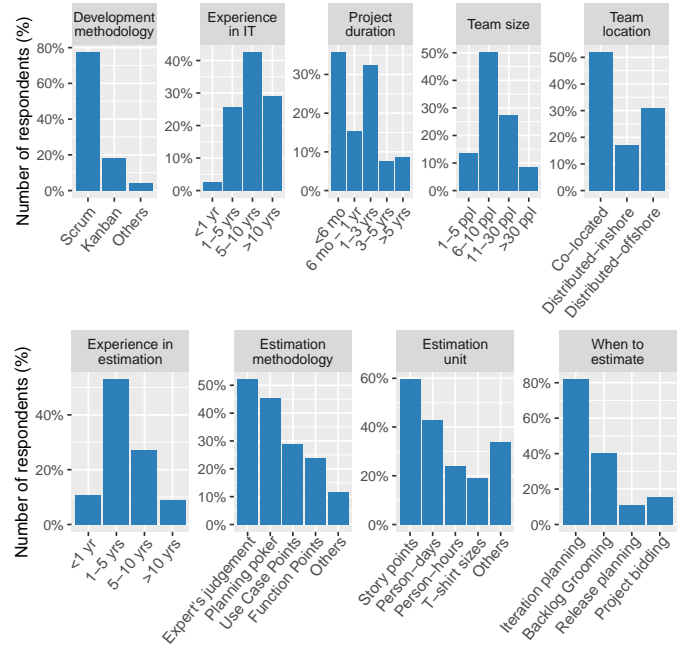 Development
methodology
Experience
in IT
Project
duration
Team size
Team
location
Number of respondents (%)
80%
60%
40%
20%
0%
Scrum
Kanban
Others
40%
30%
20%
10%
0%
<1 yr
1–5 yrs
5–10 yrs
>10 yrs
30%
20%
10%
0%
<6 mo
6 mo – 1 yr
1–3 yrs
3–5 yrs
>5 yrs
50%
40%
30%
20%
10%
0%
1–5 ppl
6–10 ppl
11–30 ppl
>30 ppl
50%
40%
30%
20%
10%
0%
Co–located
Distributed–inshore
Distributed–offshore
Experience in
estimation
Estimation
methodology
Estimation
unit
When to
estimate
Number of respondents (%)
40%
20%
0%
<1 yr
1–5 yrs
5–10 yrs
>10 yrs
50%
40%
30%
20%
10%
0%
Expert's judgement
Planning poker
Use Case Points
Function Points
Others
60%
40%
20%
0%
Story points
Person–days
Person–hours
T–shirt sizes
Others
80%
60%
40%
20%
0%
Iteration planning
Backlog Grooming
Release planning
Project bidding